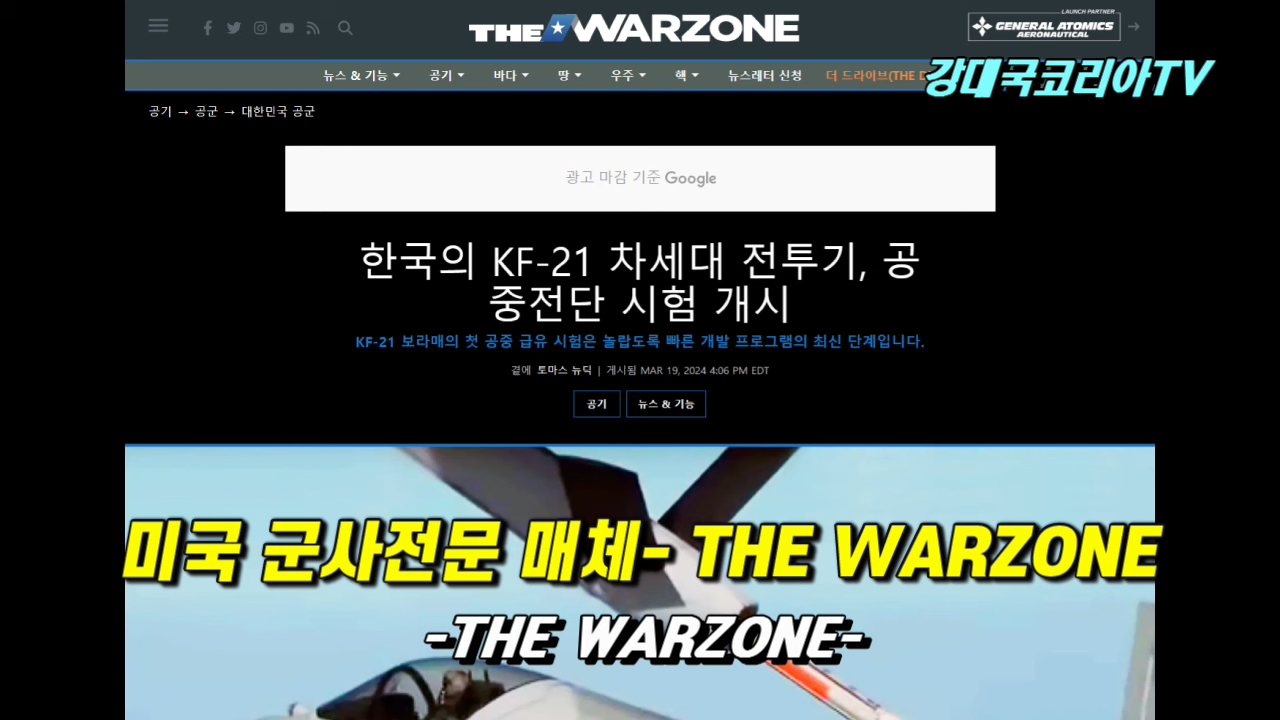 THE WARZONE
LAUNCH PARTNER
GENERAL ATOMICS
AERONAUTICAL
뉴스 & 기능 공기 바다 땅 우주 핵 뉴스레터 신청 더 드라이브(THE D
강대국코리아TV
공기 → 공군 → 대한민국 공군
광고 마감 기준 Google
한국의 KF-21 차세대 전투기, 공
중전단 시험 개시
KF-21 보라매의 첫 공중 급유 시험은 놀랍도록 빠른 개발 프로그램의 최신 단계입니다.
곁에 토마스 뉴딕 | 게시됨 MAR 19, 2024 4:06 PM EDT
공기 뉴스 & 기능
미국 군사전문 매체- THE WARZONE
-THE WARZONE-